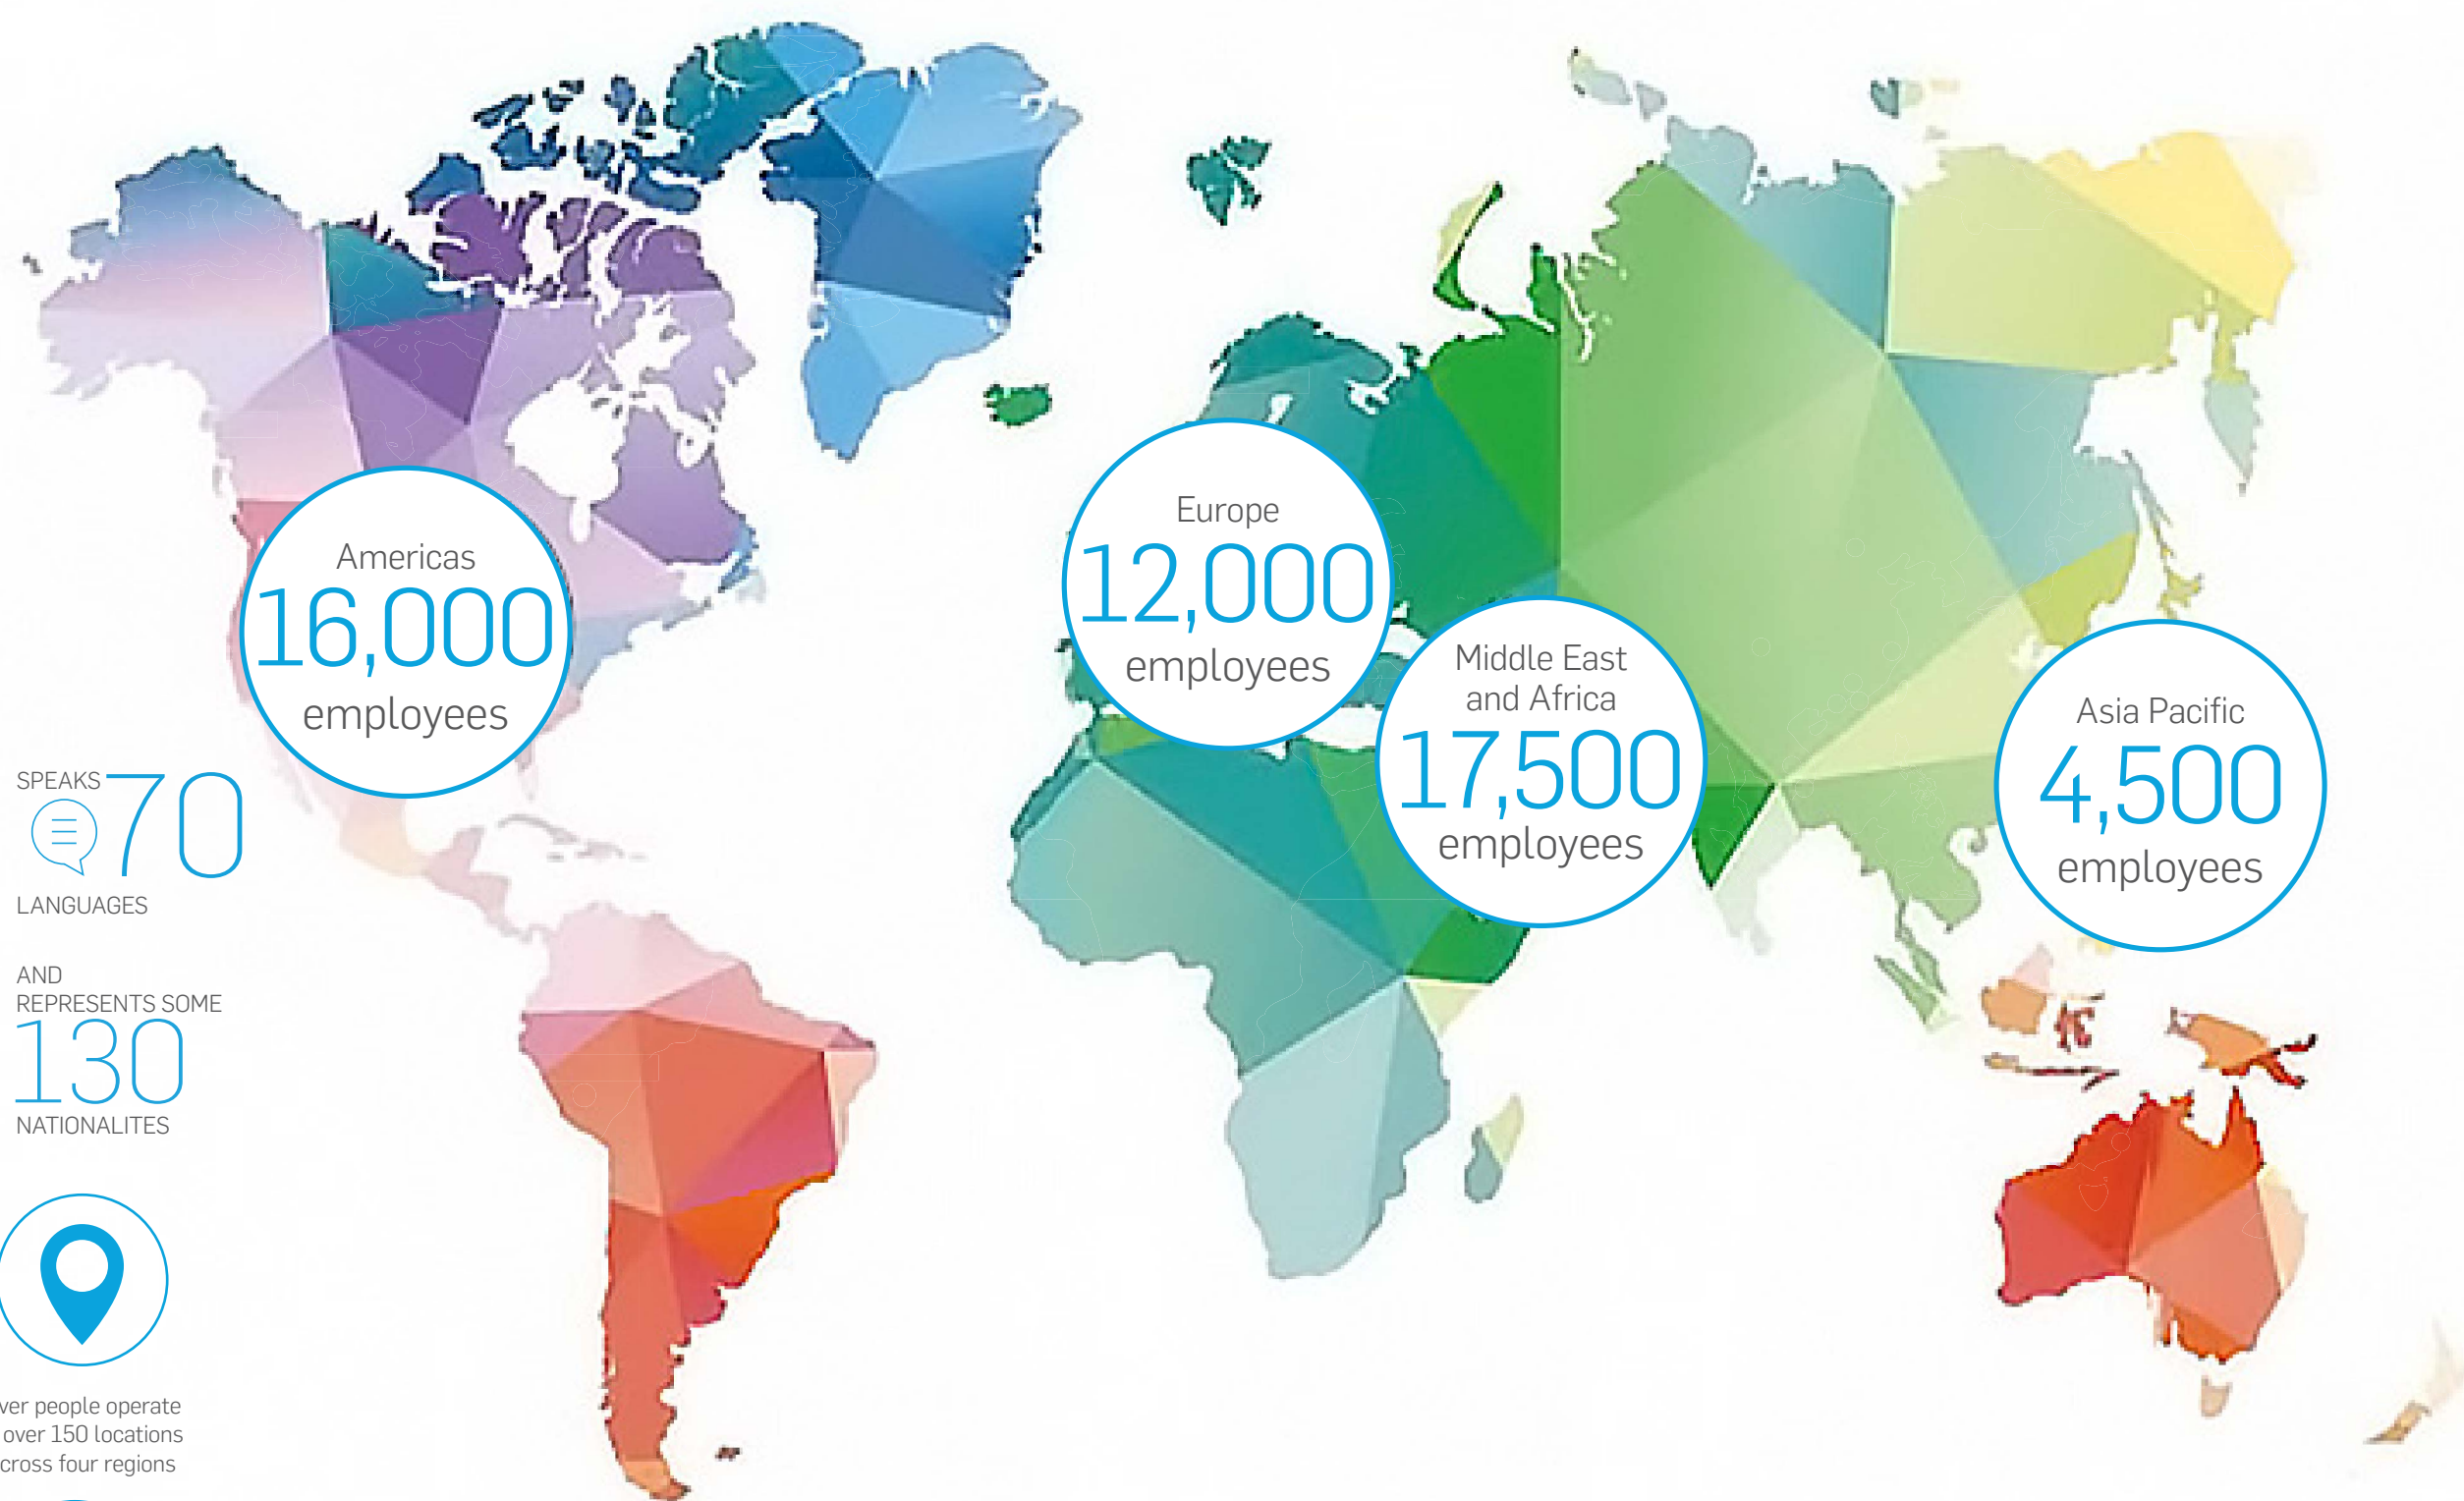 Americas
16,000
employees
Europe
12,000
employees
Middle East
and Africa
17,500
employees
Asia Pacific
4,500
employees
SPEAKS
70
LANGUAGES
AND
REPRESENTS SOME
130
NATIONALITES
people operate
over 150 locations
four regions